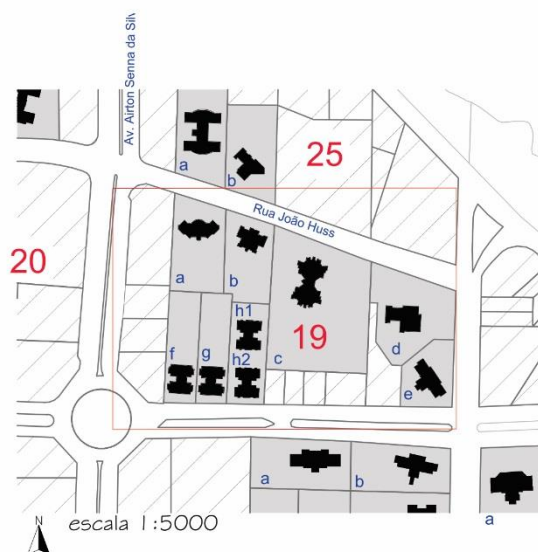 Av. Airton Senna da Silv
a
b
25
Rua João Huss
20
a
b
h1
19
f
g
h2
c
d
e
a
b
N
escala 1:5000
a